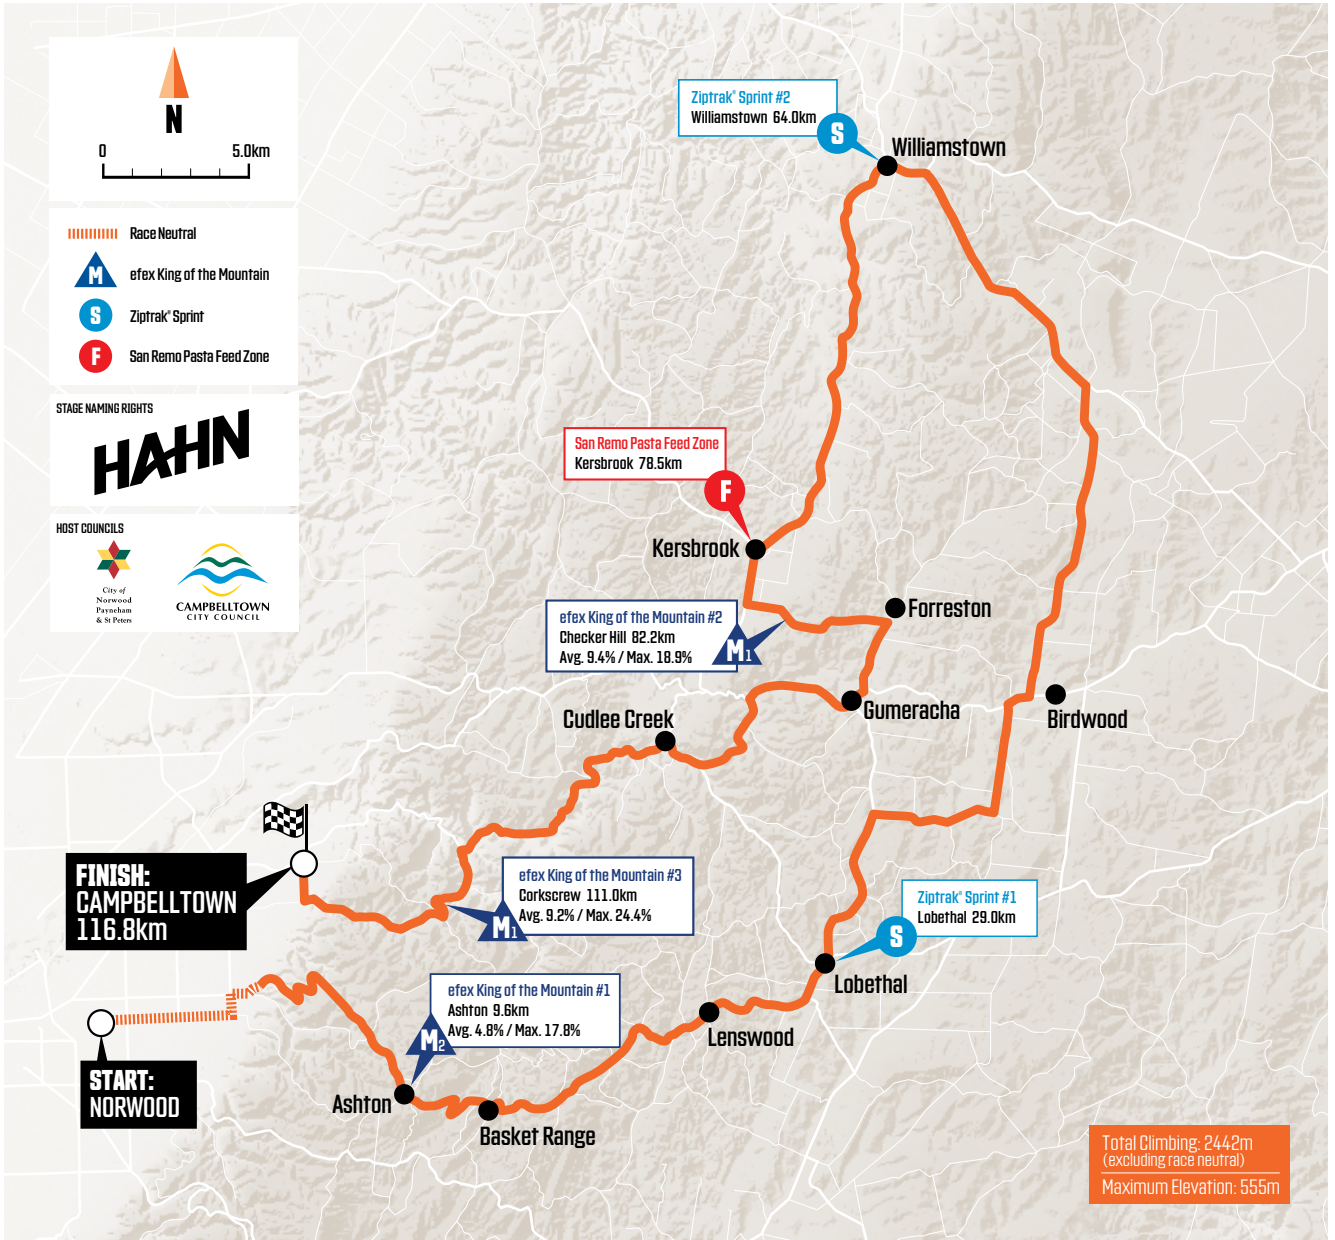 N
0 5.0km
Race Neutral
M efex King of the Mountain
S Ziptrak® Sprint
F San Remo Pasta Feed Zone
STAGE NAMING RIGHTS
HAHN
HOST COUNCILS
City of
Norwood
Payneham
& St Peters
CAMPBELLTOWN
CITY COUNCIL
Ziptrak® Sprint #2
Williamstown 64.0km
S
Williamstown
San Remo Pasta Feed Zone
Kersbrook 78.5km
F
Kersbrook
efex King of the Mountain #2
Checker Hill 82.2km
Avg. 9.4% / Max. 18.9%
M1
Forreston
Gumeracha
Birdwood
Cudlee Creek
FINISH:
CAMPBELLTOWN
116.8km
efex King of the Mountain #3
Corkscrew 111.0km
Avg. 9.2% / Max. 24.4%
M1
Ziptrak® Sprint #1
Lobethal 29.0km
S
Lobethal
efex King of the Mountain #1
Ashton 9.6km
Avg. 4.8% / Max. 17.8%
M2
Lenswood
START:
NORWOOD
Ashton
Basket Range
Total Climbing: 2442m
(excluding race neutral)
Maximum Elevation: 555m